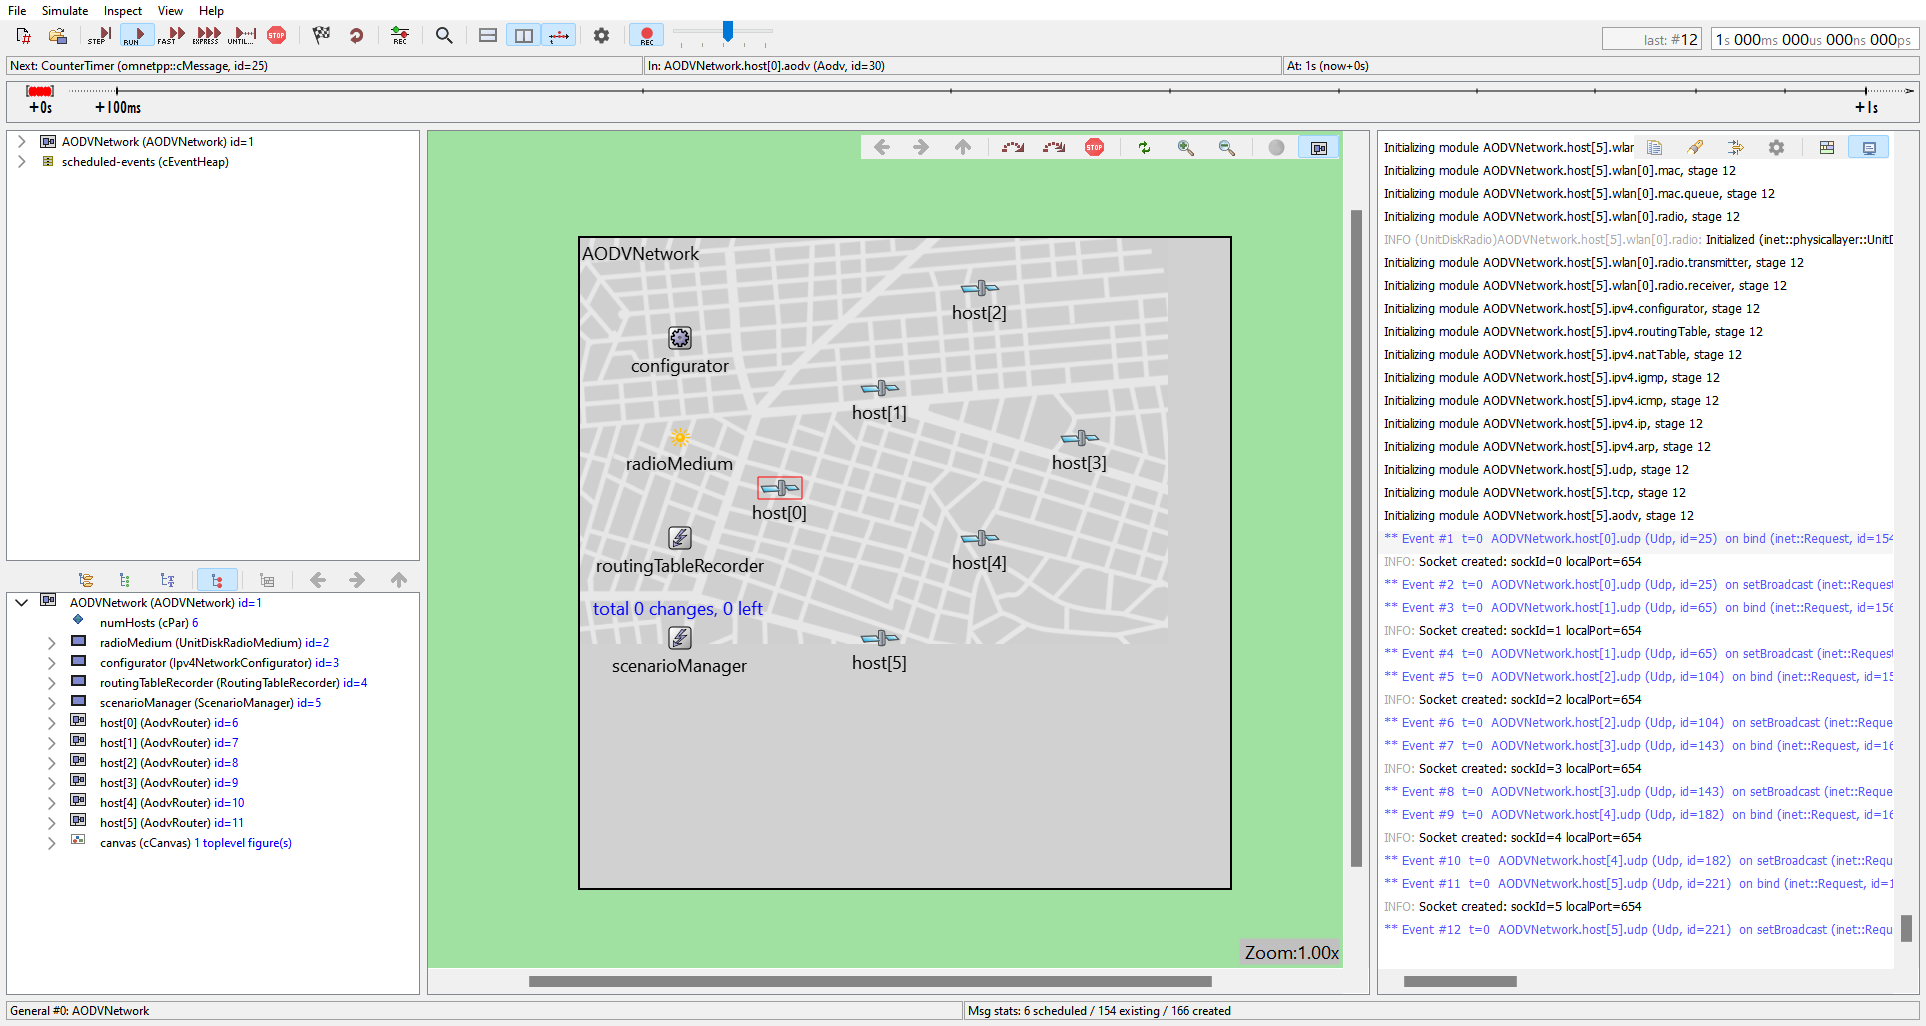 File Simulate Inspect View Help
STEP RUN FAST EXPRESS UNTIL... STOP REC REC
last: #12 1s 000ms 000us 000ns 000ps
Next: CounterTimer (omnetpp::cMessage, id=25) In: AODVNetwork.host[0].aodv (Aodv, id=30) At: 1s (now+0s)
+0s +100ms +1s
AODVNetwork (AODVNetwork) id=1
scheduled-events (cEventHeap)
AODVNetwork (AODVNetwork) id=1
numHosts (cPar) 6
radioMedium (UnitDiskRadioMedium) id=2
configurator (Ipv4NetworkConfigurator) id=3
routingTableRecorder (RoutingTableRecorder) id=4
scenarioManager (ScenarioManager) id=5
host[0] (AodvRouter) id=6
host[1] (AodvRouter) id=7
host[2] (AodvRouter) id=8
host[3] (AodvRouter) id=9
host[4] (AodvRouter) id=10
host[5] (AodvRouter) id=11
canvas (cCanvas) 1 toplevel figure(s)
STOP
AODVNetwork
host[2]
configurator
host[1]
radioMedium
host[3]
host[0]
routingTableRecorder
host[4]
total 0 changes, 0 left
scenarioManager
host[5]
Zoom:1.00x
Initializing module AODVNetwork.host[5].wlan
Initializing module AODVNetwork.host[5].wlan[0].mac, stage 12
Initializing module AODVNetwork.host[5].wlan[0].mac.queue, stage 12
Initializing module AODVNetwork.host[5].wlan[0].radio, stage 12
INFO (UnitDiskRadio)AODVNetwork.host[5].wlan[0].radio: Initialized (inet::physicallayer::UnitD
Initializing module AODVNetwork.host[5].wlan[0].radio.transmitter, stage 12
Initializing module AODVNetwork.host[5].wlan[0].radio.receiver, stage 12
Initializing module AODVNetwork.host[5].ipv4.configurator, stage 12
Initializing module AODVNetwork.host[5].ipv4.routingTable, stage 12
Initializing module AODVNetwork.host[5].ipv4.natTable, stage 12
Initializing module AODVNetwork.host[5].ipv4.igmp, stage 12
Initializing module AODVNetwork.host[5].ipv4.icmp, stage 12
Initializing module AODVNetwork.host[5].ipv4.ip, stage 12
Initializing module AODVNetwork.host[5].ipv4.arp, stage 12
Initializing module AODVNetwork.host[5].udp, stage 12
Initializing module AODVNetwork.host[5].tcp, stage 12
Initializing module AODVNetwork.host[5].aodv, stage 12
** Event #1 t=0 AODVNetwork.host[0].udp (Udp, id=25) on bind (inet::Request, id=154
INFO: Socket created: sockId=0 localPort=654
** Event #2 t=0 AODVNetwork.host[0].udp (Udp, id=25) on setBroadcast (inet::Request
** Event #3 t=0 AODVNetwork.host[1].udp (Udp, id=65) on bind (inet::Request, id=156
INFO: Socket created: sockId=1 localPort=654
** Event #4 t=0 AODVNetwork.host[1].udp (Udp, id=65) on setBroadcast (inet::Request
** Event #5 t=0 AODVNetwork.host[2].udp (Udp, id=104) on bind (inet::Request, id=15
INFO: Socket created: sockId=2 localPort=654
** Event #6 t=0 AODVNetwork.host[2].udp (Udp, id=104) on setBroadcast (inet::Reque
** Event #7 t=0 AODVNetwork.host[3].udp (Udp, id=143) on bind (inet::Request, id=16
INFO: Socket created: sockId=3 localPort=654
** Event #8 t=0 AODVNetwork.host[3].udp (Udp, id=143) on setBroadcast (inet::Reque
** Event #9 t=0 AODVNetwork.host[4].udp (Udp, id=182) on bind (inet::Request, id=16
INFO: Socket created: sockId=4 localPort=654
** Event #10 t=0 AODVNetwork.host[4].udp (Udp, id=182) on setBroadcast (inet::Requ
** Event #11 t=0 AODVNetwork.host[5].udp (Udp, id=221) on bind (inet::Request, id=1
INFO: Socket created: sockId=5 localPort=654
** Event #12 t=0 AODVNetwork.host[5].udp (Udp, id=221) on setBroadcast (inet::Requ
General #0: AODVNetwork Msg stats: 6 scheduled / 154 existing / 166 created